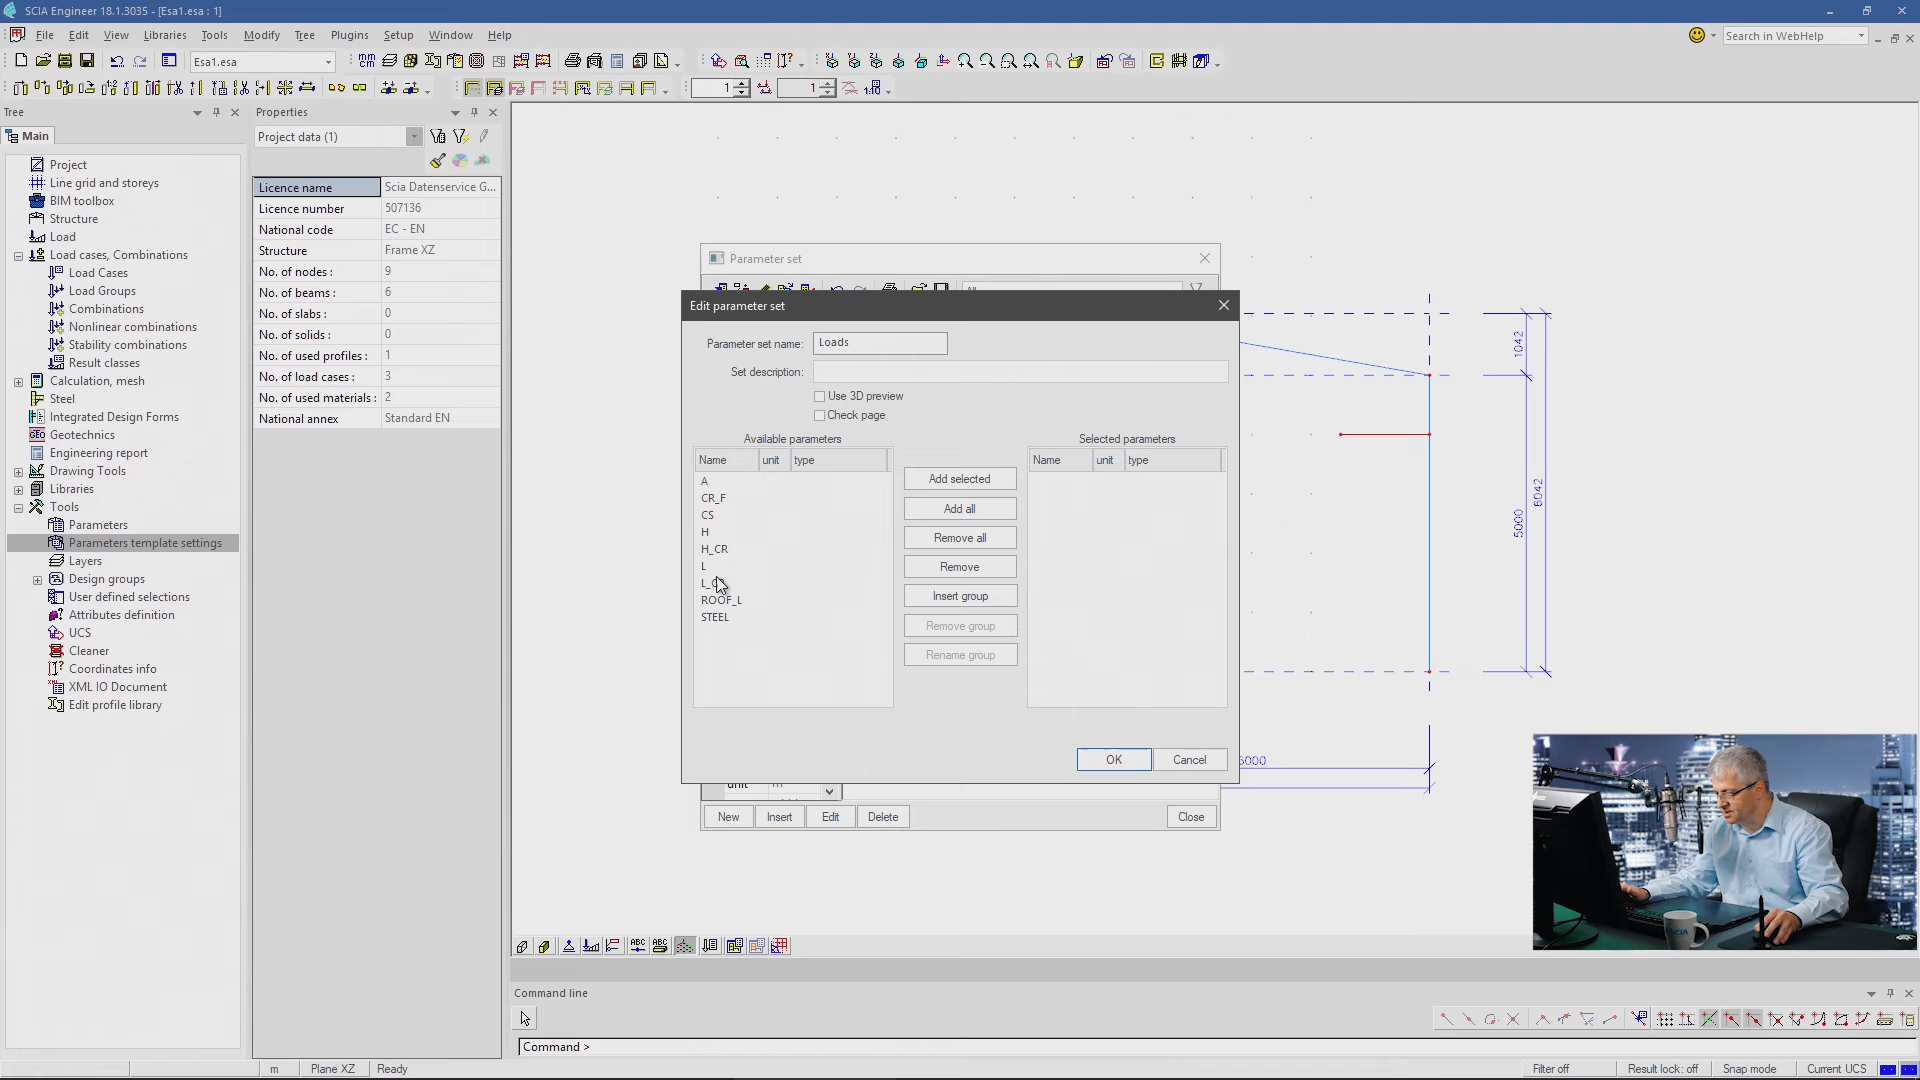 SCIA Engineer 18.1.3035 - [Esa1.esa : 1]
File Edit View Libraries Tools Modify Tree Plugins Setup Window Help
Search in WebHelp
Esa1.esa
1 1
Tree
Main
Project
Line grid and storeys
BIM toolbox
Structure
Load
Load cases, Combinations
Load Cases
Load Groups
Combinations
Nonlinear combinations
Stability combinations
Result classes
Calculation, mesh
Steel
Integrated Design Forms
Geotechnics
Engineering report
Drawing Tools
Libraries
Tools
Parameters
Parameters template settings
Layers
Design groups
User defined selections
Attributes definition
UCS
Cleaner
Coordinates info
XML IO Document
Edit profile library
Properties
Project data (1)
Licence name Scia Datenservice G...
Licence number 507136
National code EC - EN
Structure Frame XZ
No. of nodes : 9
No. of beams : 6
No. of slabs : 0
No. of solids : 0
No. of used profiles : 1
No. of load cases : 3
No. of used materials : 2
National annex Standard EN
Parameter set
Edit parameter set
Parameter set name: Loads
Set description:
Use 3D preview
Check page
Available parameters
Name unit type
A
CR_F
CS
H
H_CR
L
ROOF_L
STEEL
Add selected
Add all
Remove all
Remove
Insert group
Remove group
Rename group
Selected parameters
Name unit type
OK Cancel
unit
New Insert Edit Delete Close
1042
5000
6042
SCIA
Command line
Command >
m Plane XZ Ready
Filter off Result lock: off Snap mode Current UCS